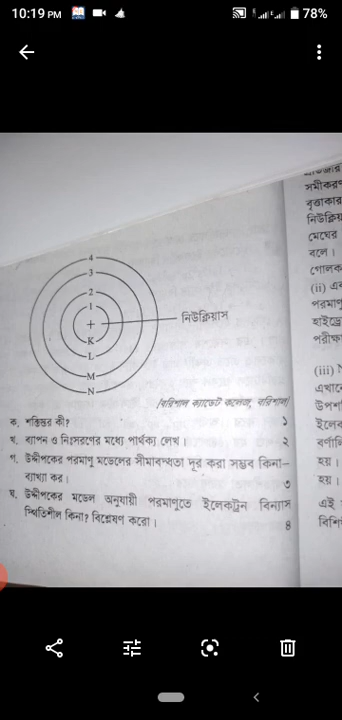 10:19 PM
78%
4
3
2
1
+
K
L
M
N
নিউক্লিয়াস
[বরিশাল ক্যাডেট কলেজ, বরিশাল]
ক. শক্তিস্তর কী? ১
খ. ব্যাপন ও নিঃসরণের মধ্যে পার্থক্য লেখ। ২
গ. উদ্দীপকের পরমাণু মডেলের সীমাবদ্ধতা দূর করা সম্ভব কিনা–
ব্যাখ্যা কর। ৩
ঘ. উদ্দীপকের মডেল অনুযায়ী পরমাণুতে ইলেকট্রন বিন্যাস
স্থিতিশীল কিনা? বিশ্লেষণ করো। ৪
সমীকরণ
বৃত্তাকার
নিউক্লিয়
মেঘের
বলে।
গোলক
(ii) এ
পরমাণু
হাইড্রো
পরীক্ষ
(iii)
এখানে
উপশ
ইলেক
বর্ণালি
হয়।
হয়।
এই
বিশি